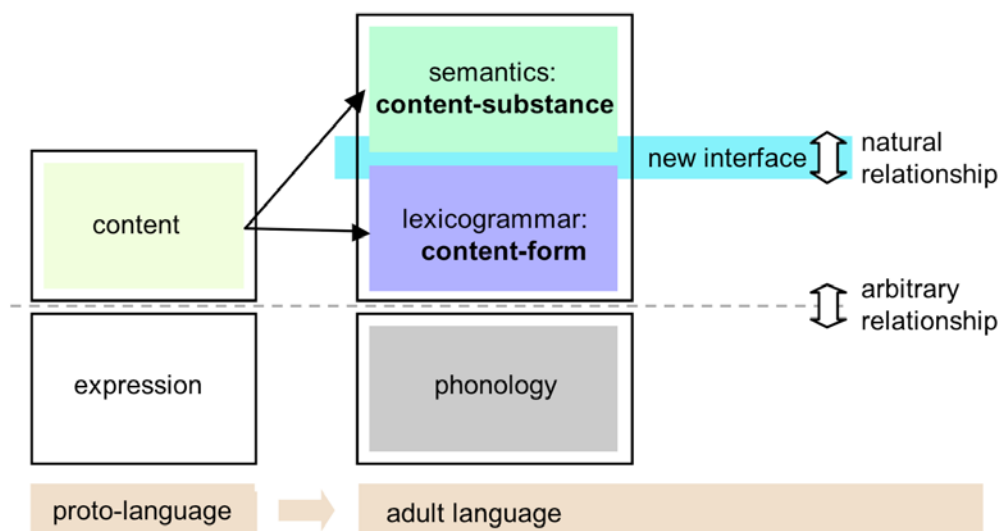 semantics:
content-substance
new interface
natural
relationship
content
lexicogrammar:
content-form
arbitrary
relationship
expression
phonology
proto-language
adult language